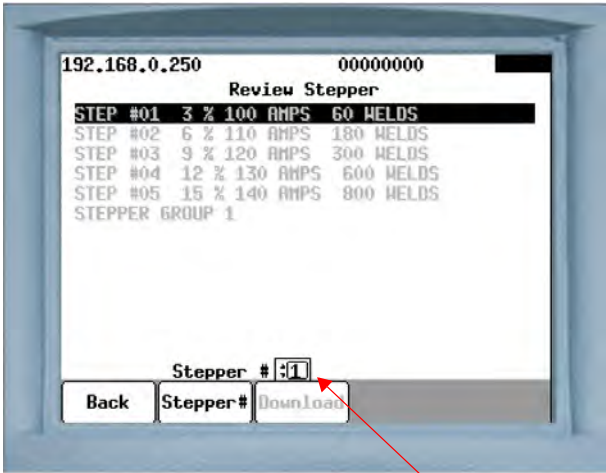 192.168.0.250 00000000
Review Stepper
STEP #01 3 % 100 AMPS 60 WELDS
STEP #02 6 % 110 AMPS 180 WELDS
STEP #03 9 % 120 AMPS 300 WELDS
STEP #04 12 % 130 AMPS 600 WELDS
STEP #05 15 % 140 AMPS 800 WELDS
STEPPER GROUP 1
Stepper # 1
Back Stepper# Download